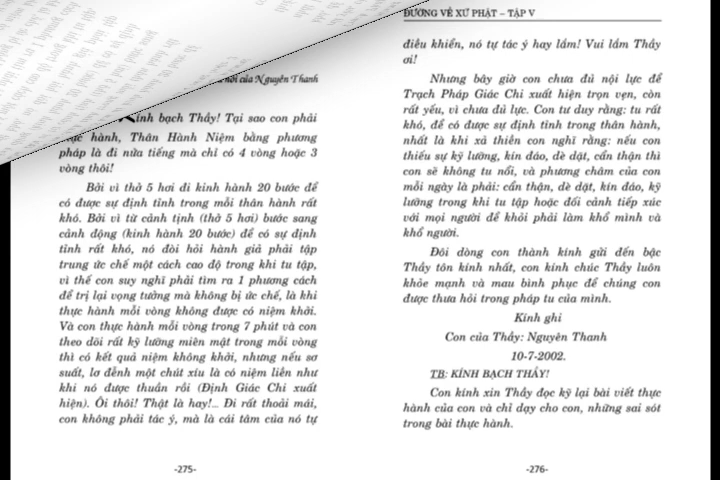 hỏi của Nguyên Thanh
Kính bạch Thầy! Tại sao con phải
hành, Thân Hành Niệm bằng phương
pháp là đi nửa tiếng mà chỉ có 4 vòng hoặc 3
vòng thôi!
Bởi vì thở 5 hơi đi kinh hành 20 bước để
có được sự định tĩnh trong mỗi thân hành rất
khó. Bởi vì từ cảnh tịnh (thở 5 hơi) bước sang
cảnh động (kinh hành 20 bước) để có sự định
tĩnh rất khó, nó đòi hỏi hành giả phải tập
trung ức chế một cách cao độ trong khi tu tập,
vì thế con suy nghĩ phải tìm ra 1 phương cách
để trị lại vọng tưởng mà không bị ức chế, là khi
thực hành mỗi vòng không được có niệm khởi.
Và con thực hành mỗi vòng trong 7 phút và con
theo dõi rất kỹ lưỡng miên mật trong mỗi vòng
thì có kết quả niệm không khởi, nhưng nếu sơ
suất, lơ đễnh một chút xíu là có niệm liền như
khi nó được thuần rồi (Định Giác Chi xuất
hiện). Ôi thôi! Thật là hay!... Đi rất thoải mái,
con không phải tác ý, mà là cái tâm của nó tự
-275-
ĐƯỜNG VỀ XỨ PHẬT – TẬP V
điều khiển, nó tự tác ý hay lắm! Vui lắm Thầy
ơi!
Nhưng bây giờ con chưa đủ nội lực để
Trạch Pháp Giác Chi xuất hiện trọn vẹn, còn
rất yếu, vì chưa đủ lực. Con tư duy rằng: tu rất
khó, để có được sự định tĩnh trong thân hành,
nhất là khi xả thiền con nghĩ rằng: nếu con
thiếu sự kỹ lưỡng, kín đáo, dè dặt, cẩn thận thì
con sẽ không tu nổi, và phương châm của con
mỗi ngày là phải: cẩn thận, dè dặt, kín đáo, kỹ
lưỡng trong khi tu tập hoặc đối cảnh tiếp xúc
với mọi người để khỏi phải làm khổ mình và
khổ người.
Đôi dòng con thành kính gửi đến bậc
Thầy tôn kính nhất, con kính chúc Thầy luôn
khỏe mạnh và mau bình phục để chúng con
được thưa hỏi trong pháp tu của mình.
Kính ghi
Con của Thầy: Nguyên Thanh
10-7-2002.
TB: KÍNH BẠCH THẦY!
Con kính xin Thầy đọc kỹ lại bài viết thực
hành của con và chỉ dạy cho con, những sai sót
trong bài thực hành.
-276-